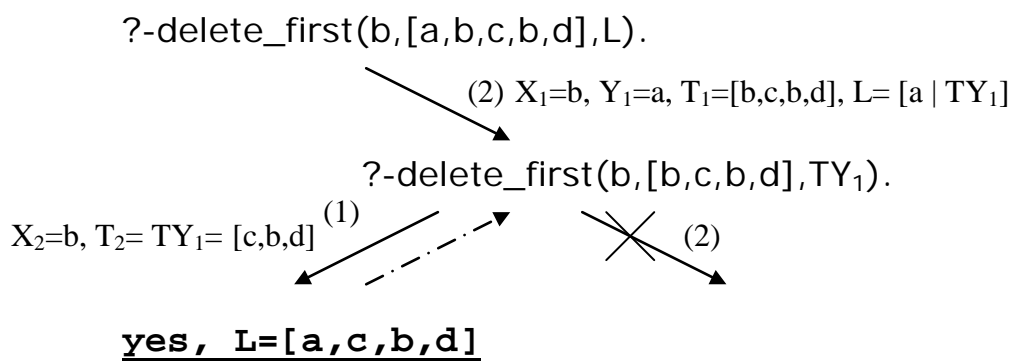 ?-delete_first(b,[a,b,c,b,d],L).
(2) X₁=b, Y₁=a, T₁=[b,c,b,d], L= [a | TY₁]
?-delete_first(b,[b,c,b,d],TY₁).
X₂=b, T₂= TY₁= [c,b,d] (1) (2)
yes, L=[a,c,b,d]